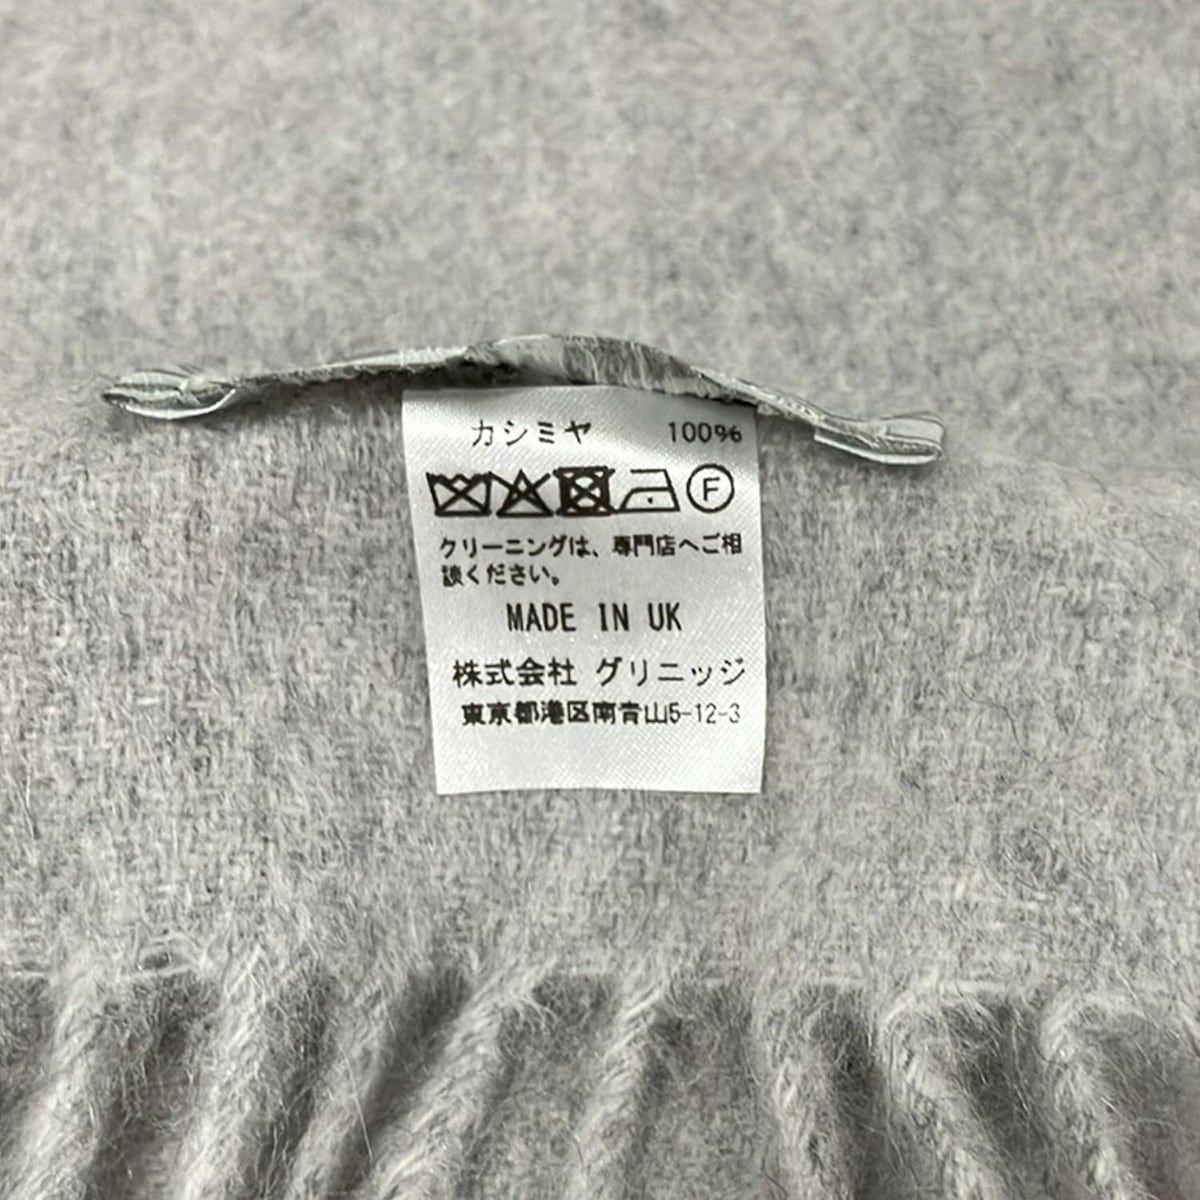 カシミヤ 100%
F
クリーニングは、専門店へご相
談ください。
MADE IN UK
株式会社 グリニッジ
東京都港区南青山5-12-3